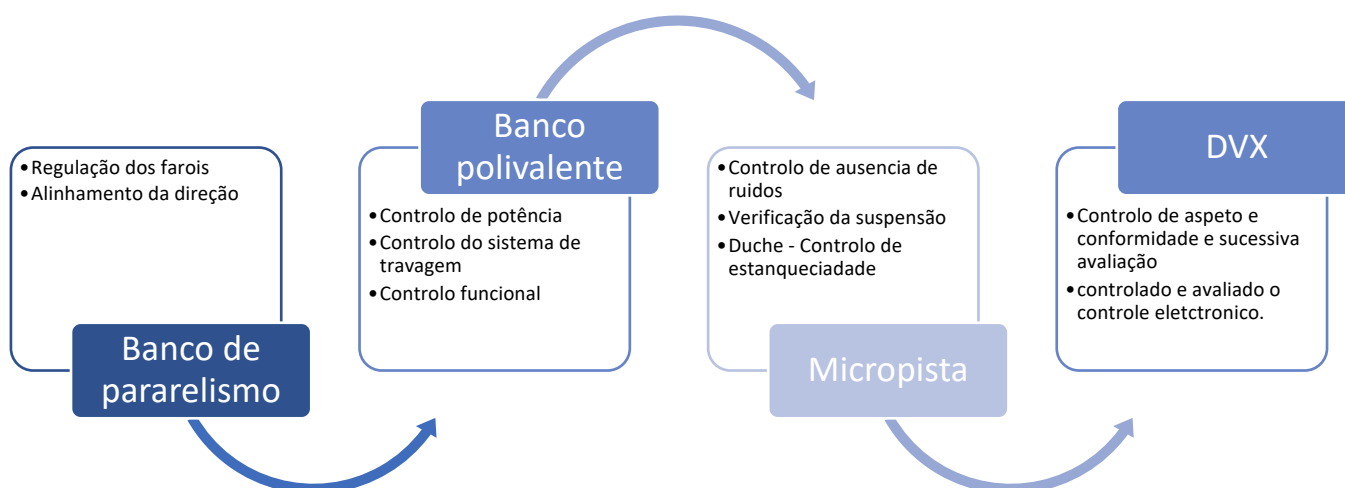 •Regulação dos farois
•Alinhamento da direção
Banco de
pararelismo
Banco
polivalente
•Controlo de potência
•Controlo do sistema de
travagem
•Controlo funcional
•Controlo de ausencia de
ruidos
•Verificação da suspensão
•Duche - Controlo de
estanqueciadade
Micropista
DVX
•Controlo de aspeto e
conformidade e sucessiva
avaliação
•controlado e avaliado o
controle eletctronico.